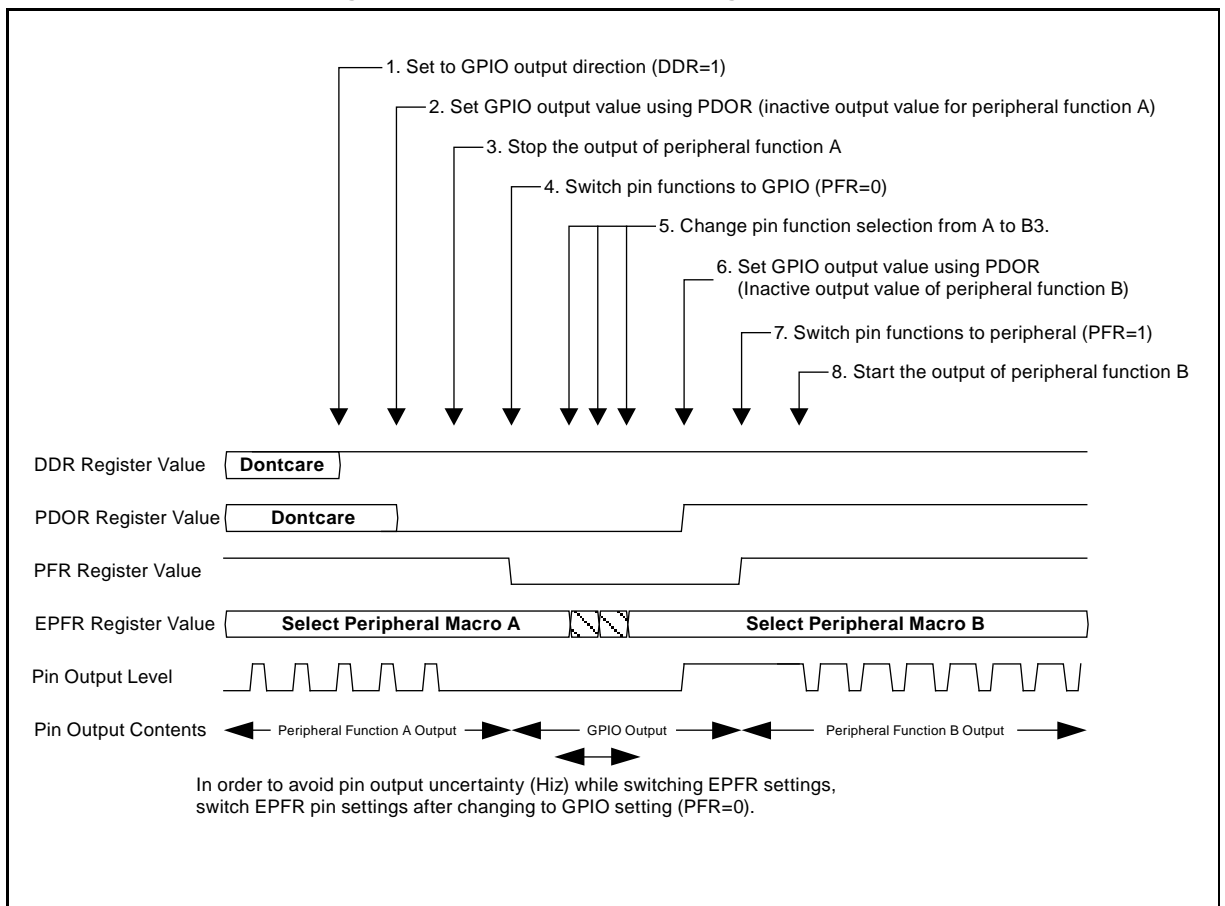 1. Set to GPIO output direction (DDR=1)
2. Set GPIO output value using PDOR (inactive output value for peripheral function A)
3. Stop the output of peripheral function A
4. Switch pin functions to GPIO (PFR=0)
5. Change pin function selection from A to B3.
6. Set GPIO output value using PDOR
(Inactive output value of peripheral function B)
7. Switch pin functions to peripheral (PFR=1)
8. Start the output of peripheral function B
DDR Register Value Dontcare
PDOR Register Value Dontcare
PFR Register Value
EPFR Register Value Select Peripheral Macro A Select Peripheral Macro B
Pin Output Level
Pin Output Contents Peripheral Function A Output GPIO Output Peripheral Function B Output
In order to avoid pin output uncertainty (Hiz) while switching EPFR settings,
switch EPFR pin settings after changing to GPIO setting (PFR=0).